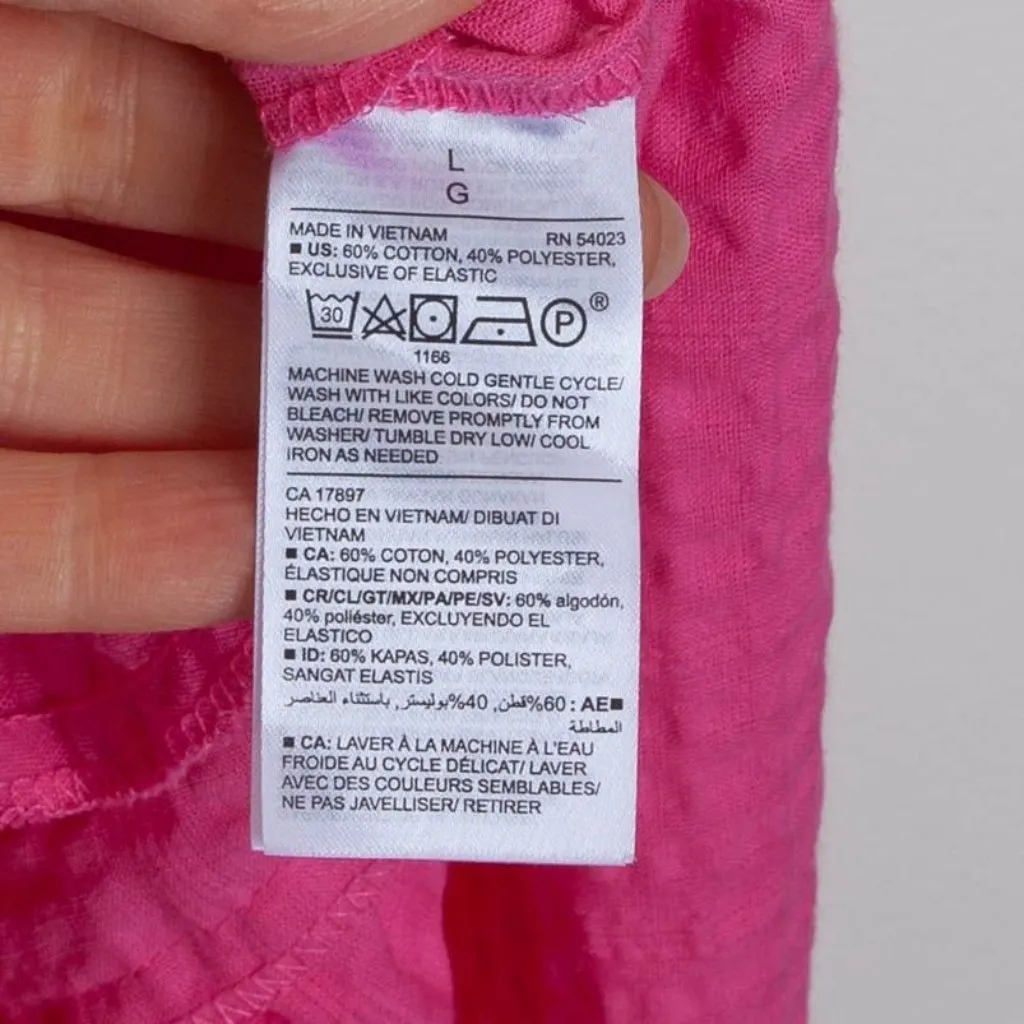 L
G
MADE IN VIETNAM RN 54023
■ US: 60% COTTON, 40% POLYESTER,
EXCLUSIVE OF ELASTIC
30 P ®
1166
MACHINE WASH COLD GENTLE CYCLE/
WASH WITH LIKE COLORS/ DO NOT
BLEACH/ REMOVE PROMPTLY FROM
WASHER/ TUMBLE DRY LOW/ COOL
IRON AS NEEDED
CA 17897
HECHO EN VIETNAM/ DIBUAT DI
VIETNAM
■ CA: 60% COTON, 40% POLYESTER,
ÉLASTIQUE NON COMPRIS
■ CR/CL/GT/MX/PA/PE/SV: 60% algodón,
40% poliéster, EXCLUYENDO EL
ELASTICO
■ ID: 60% KAPAS, 40% POLISTER,
SANGAT ELASTIS
■AE : 60%قطن, 40%بوليستر, باستثناء العناصر
المطاطة
■ CA: LAVER À LA MACHINE À L'EAU
FROIDE AU CYCLE DÉLICAT/ LAVER
AVEC DES COULEURS SEMBLABLES/
NE PAS JAVELLISER/ RETIRER